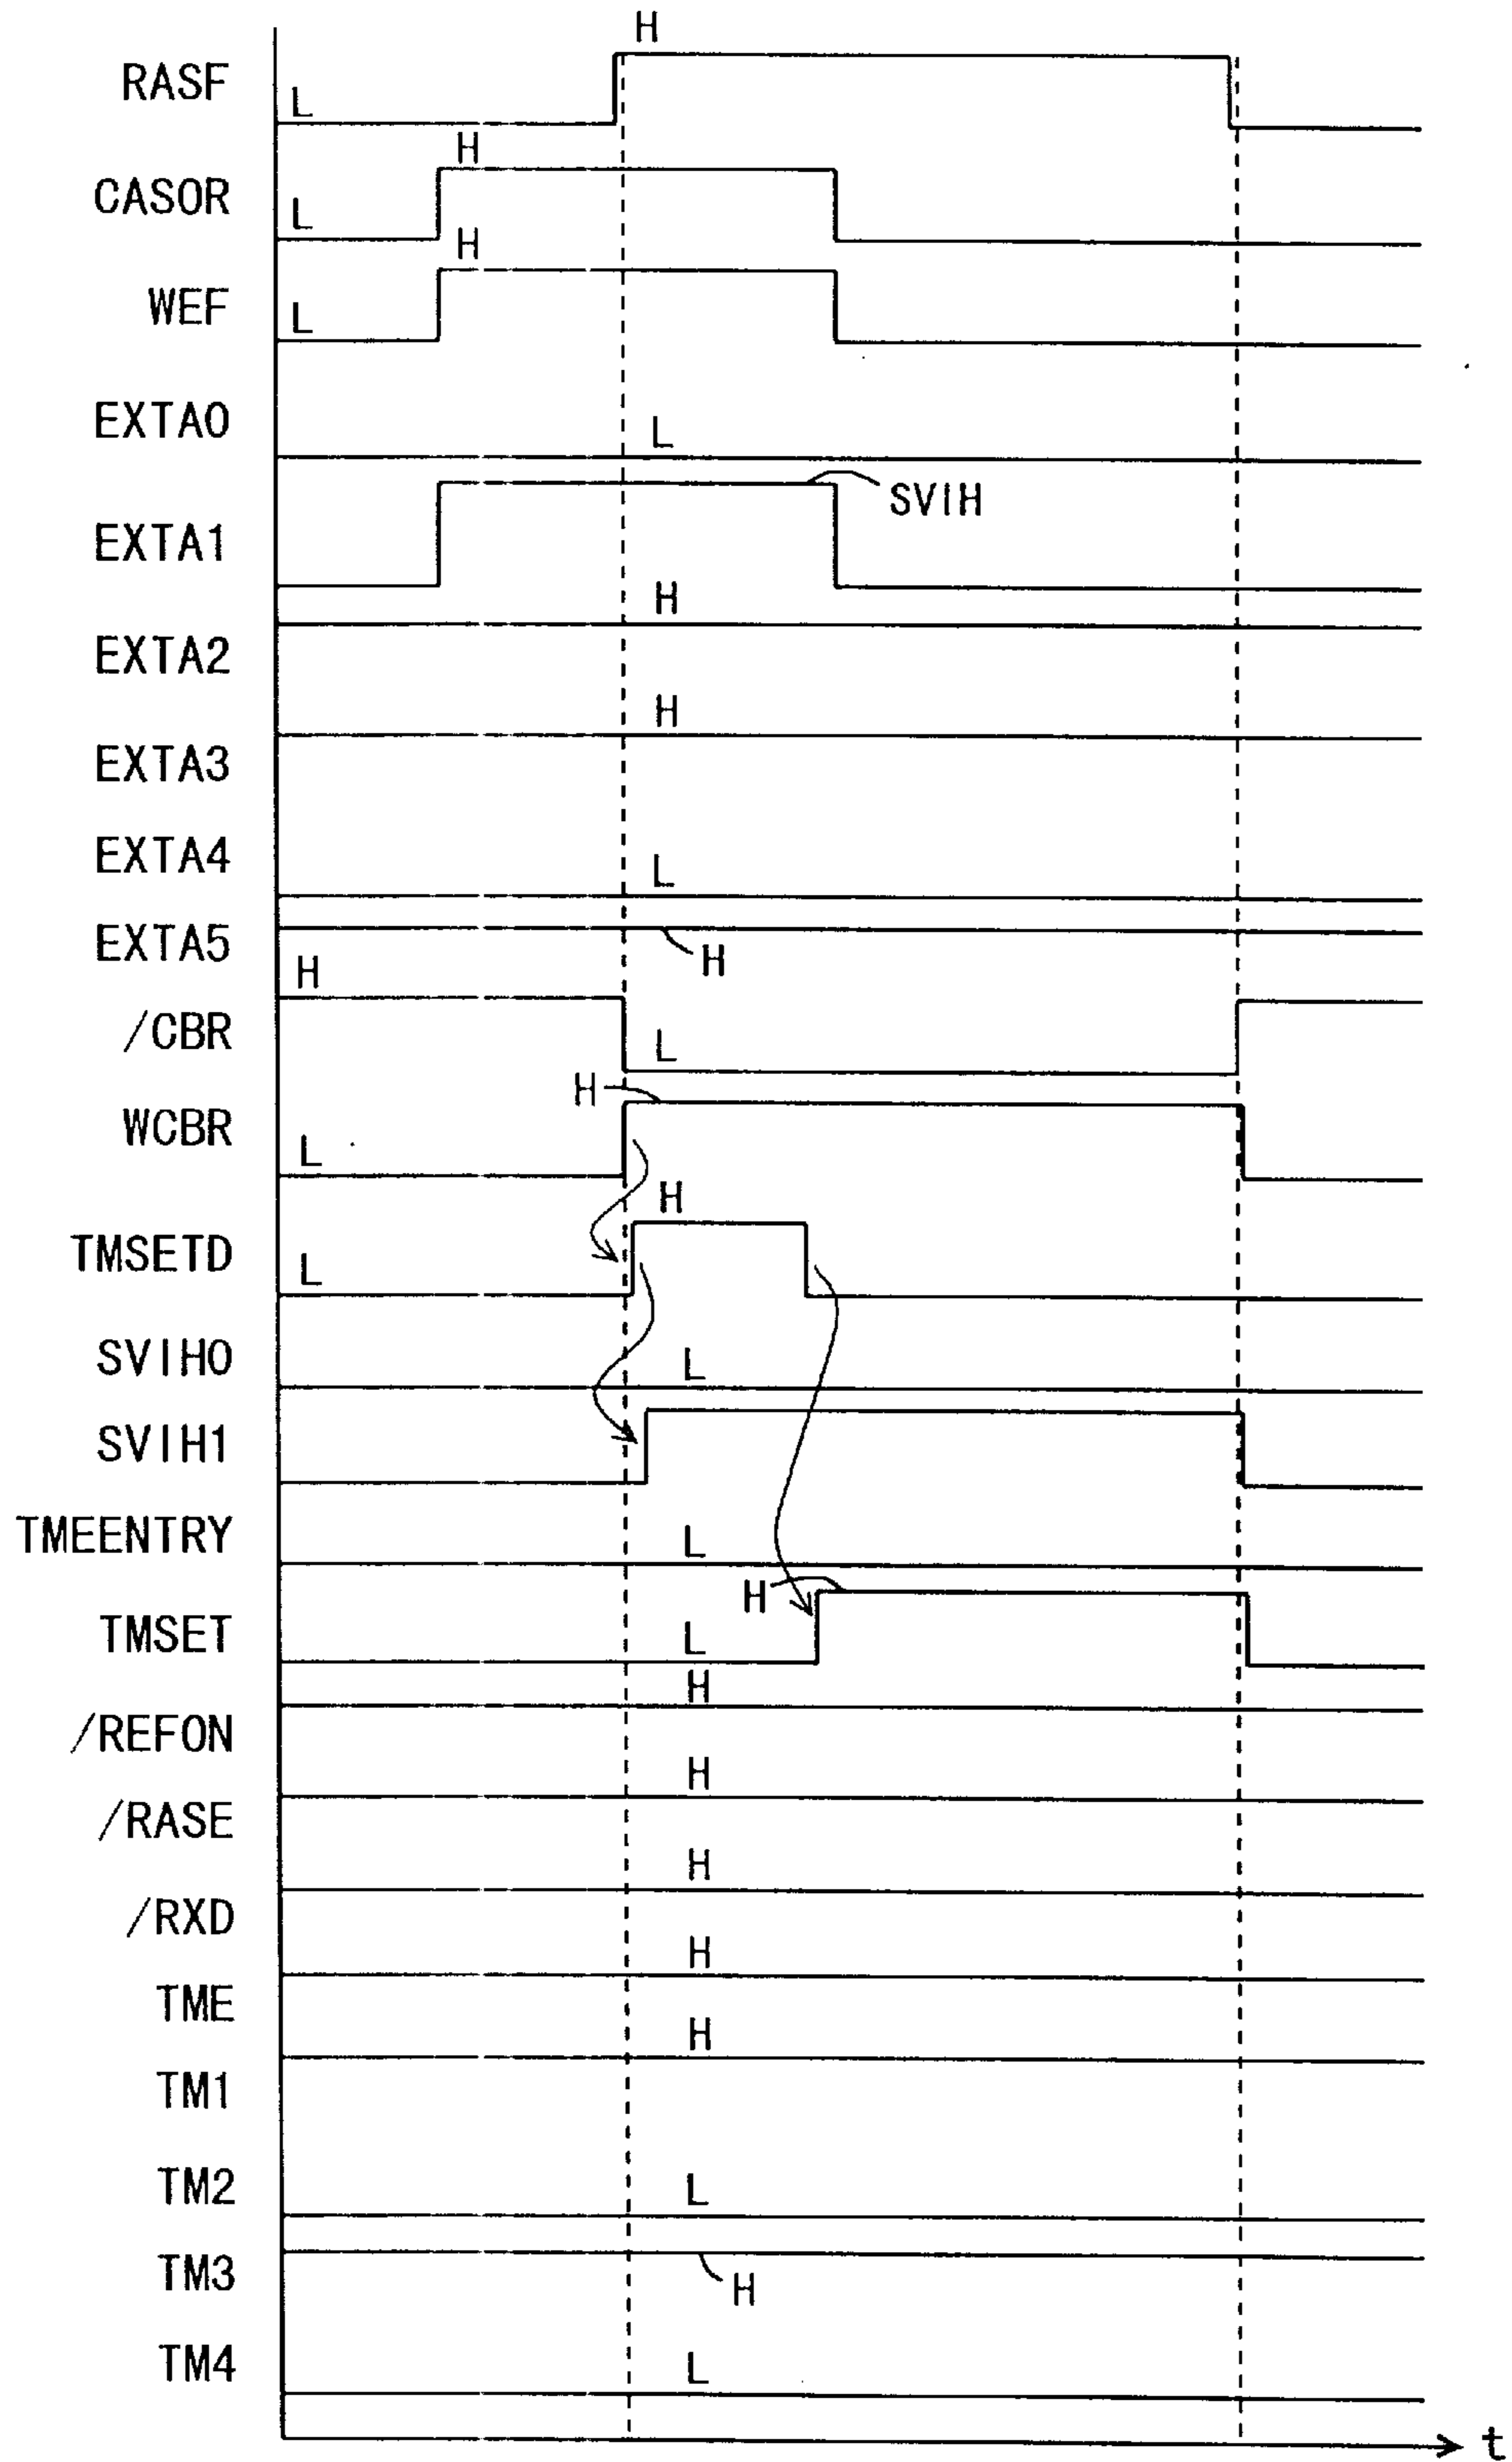 H
RASF
L
H
CASOR
L
H
WEF
L
EXTA0
L
SVIH
EXTA1
H
EXTA2
H
EXTA3
EXTA4
L
EXTA5
H
H
/CBR
L
H
WCBR
L
H
TMSETD
L
SVIH0
L
SVIH1
TMEENTRY
L
H
TMSET
L
H
/REFON
H
/RASE
H
/RXD
H
TME
H
TM1
TM2
L
TM3
H
TM4
L
t